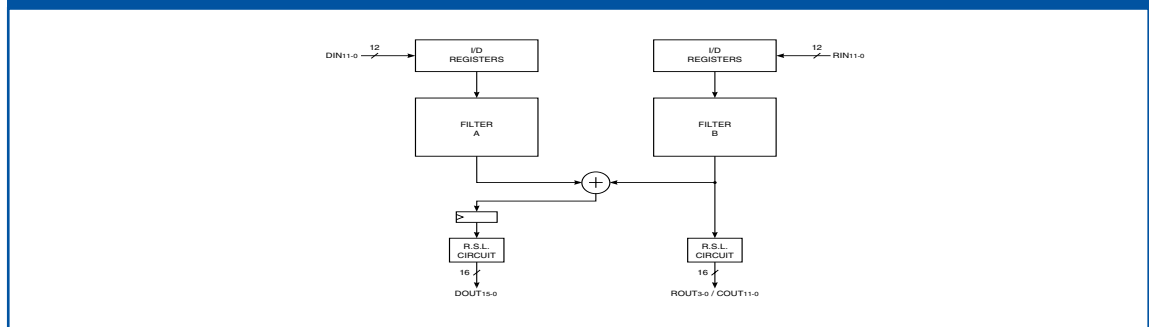 DIN11-0
12
I/D
REGISTERS
I/D
REGISTERS
12
RIN11-0
FILTER
A
FILTER
B
R.S.L.
CIRCUIT
R.S.L.
CIRCUIT
16
16
DOUT15-0
ROUT3-0 / COUT11-0